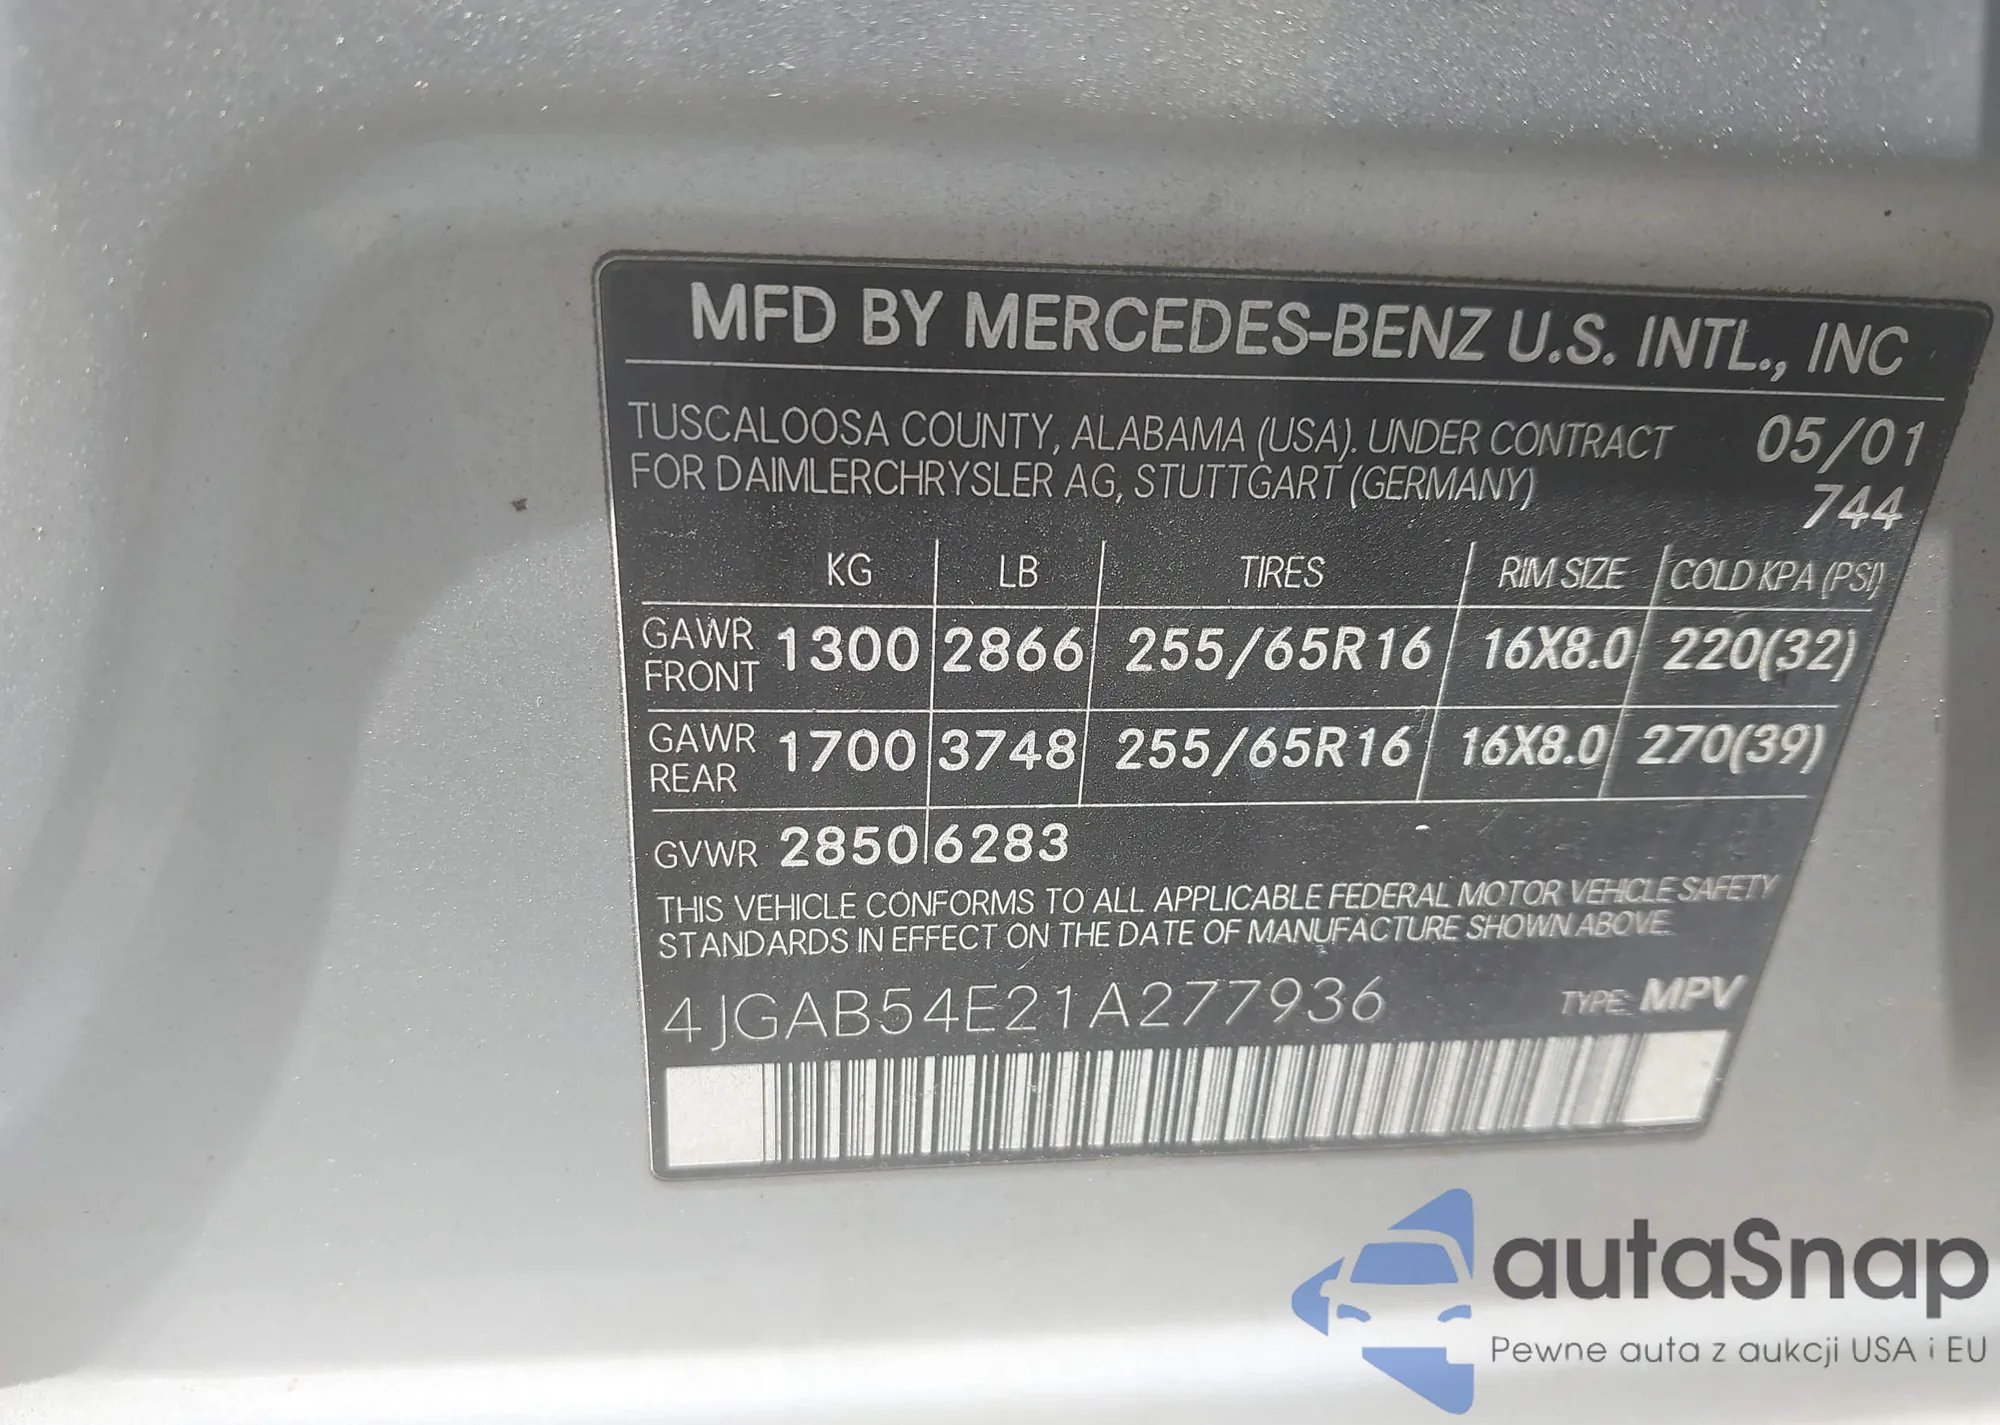 MFD BY MERCEDES-BENZ U.S. INTL., INC
TUSCALOOSA COUNTY, ALABAMA (USA). UNDER CONTRACT 05/01
FOR DAIMLERCHRYSLER AG, STUTTGART (GERMANY) 744
KG LB TIRES RIM SIZE COLD KPA (PSI)
GAWR FRONT 1300 2866 255/65R16 16X8.0 220(32)
GAWR REAR 1700 3748 255/65R16 16X8.0 270(39)
GVWR 2850 6283
THIS VEHICLE CONFORMS TO ALL APPLICABLE FEDERAL MOTOR VEHICLE SAFETY
STANDARDS IN EFFECT ON THE DATE OF MANUFACTURE SHOWN ABOVE.
4JGAB54E21A277936 TYPE: MPV
autaSnap
Pewne auta z aukcji USA i EU